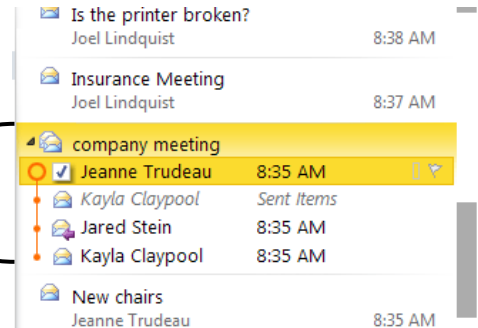 Is the printer broken?
Joel Lindquist 8:38 AM
Insurance Meeting
Joel Lindquist 8:37 AM
company meeting
Jeanne Trudeau 8:35 AM
Kayla Claypool Sent Items
Jared Stein 8:35 AM
Kayla Claypool 8:35 AM
New chairs
Jeanne Trudeau 8:35 AM